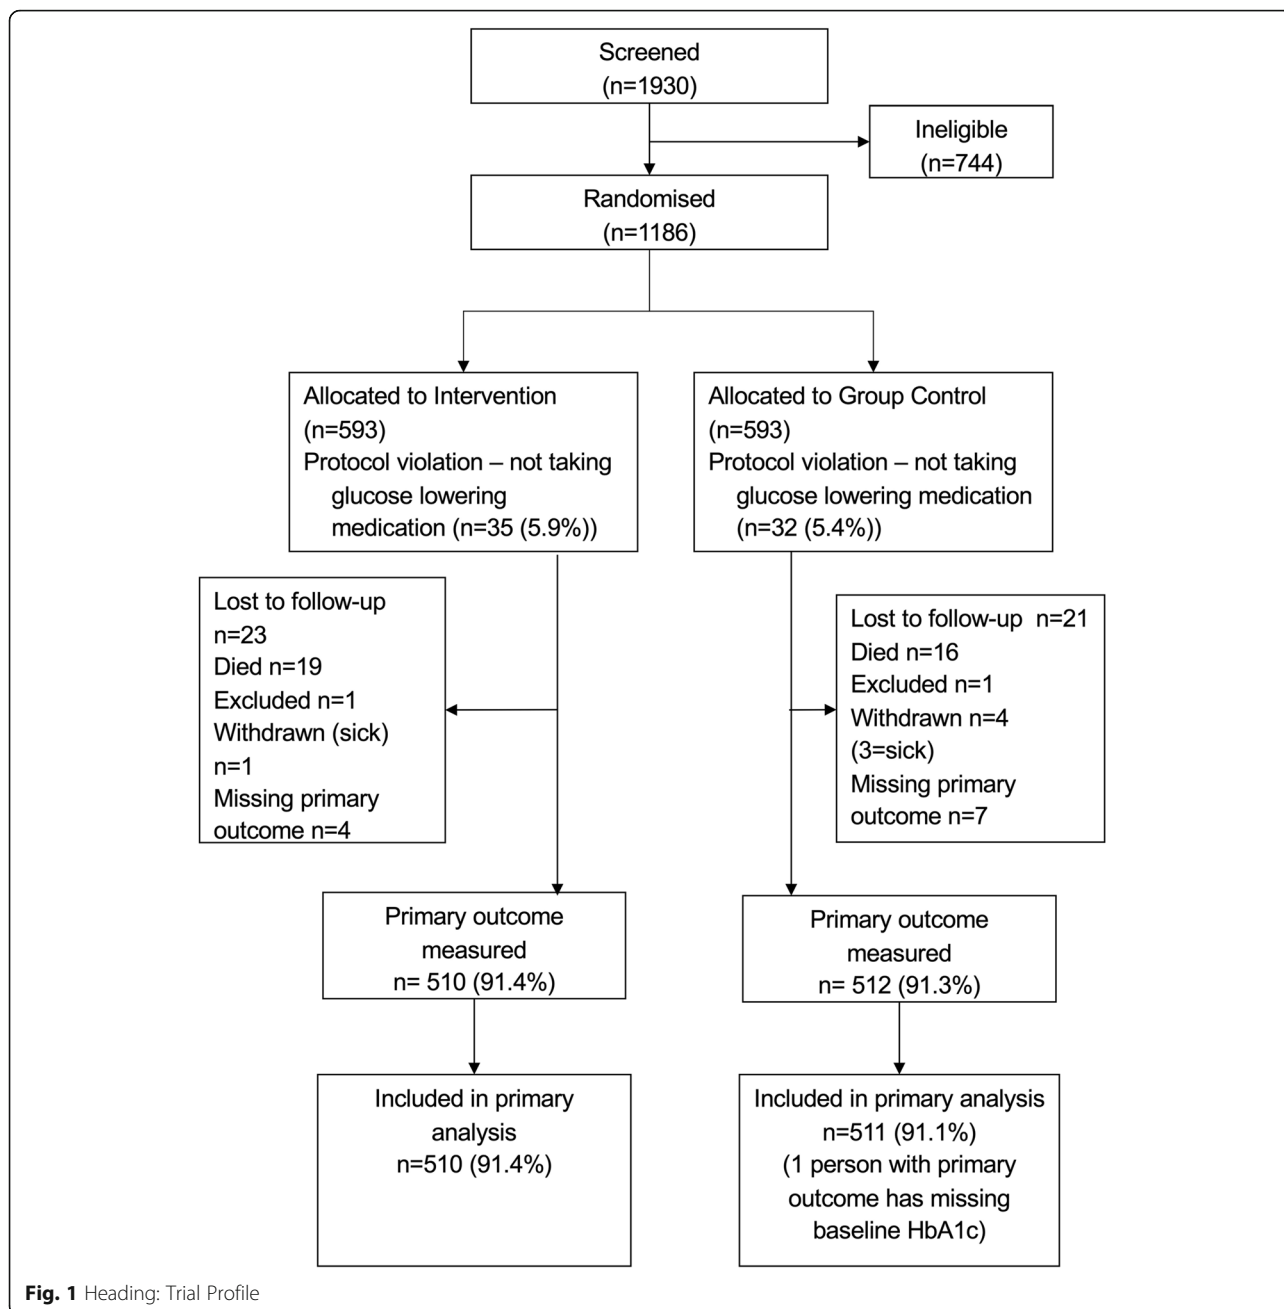 Screened
(n=1930)
Ineligible
(n=744)
Randomised
(n=1186)
Allocated to Intervention
(n=593)
Protocol violation – not taking
glucose lowering
medication (n=35 (5.9%))
Allocated to Group Control
(n=593)
Protocol violation – not taking
glucose lowering medication
(n=32 (5.4%))
Lost to follow-up
n=23
Died n=19
Excluded n=1
Withdrawn (sick)
n=1
Missing primary
outcome n=4
Lost to follow-up n=21
Died n=16
Excluded n=1
Withdrawn n=4
(3=sick)
Missing primary
outcome n=7
Primary outcome
measured
n= 510 (91.4%)
Primary outcome
measured
n= 512 (91.3%)
Included in primary
analysis
n=510 (91.4%)
Included in primary analysis
n=511 (91.1%)
(1 person with primary
outcome has missing
baseline HbA1c)
Fig. 1 Heading: Trial Profile